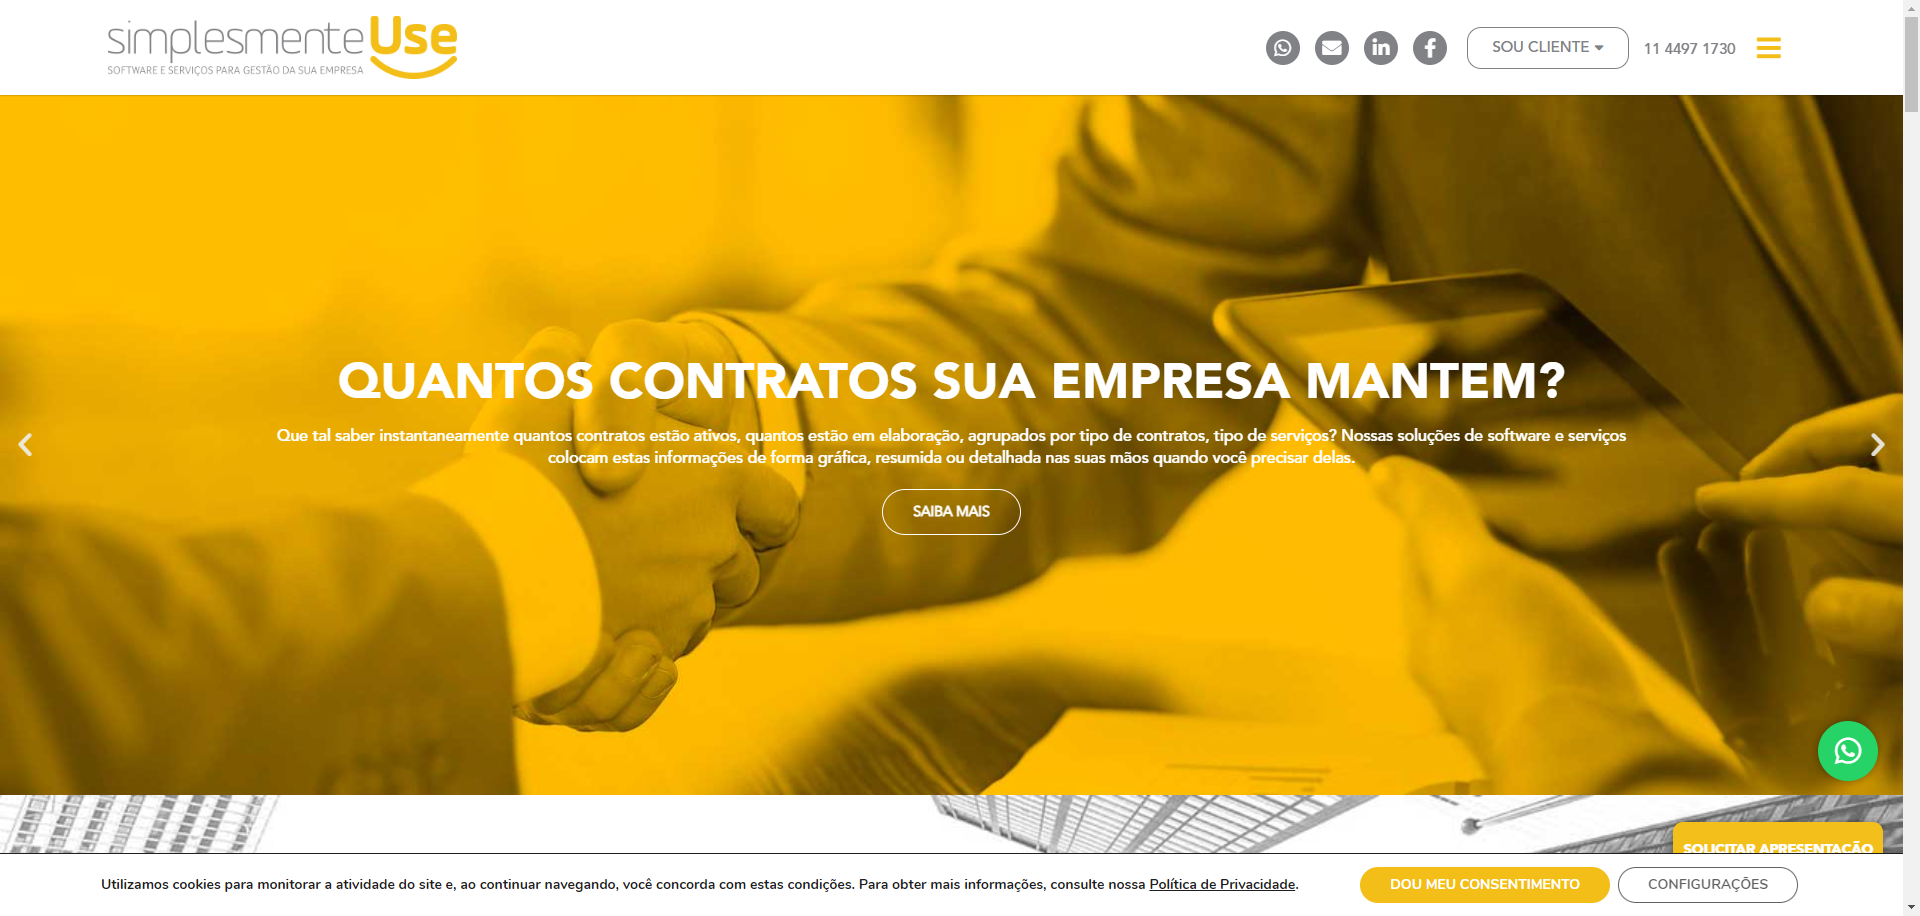 simplesmente Use
SOFTWARE E SERVIÇOS PARA GESTÃO DA SUA EMPRESA
SOU CLIENTE
11 4497 1730
QUANTOS CONTRATOS SUA EMPRESA MANTEM?
Que tal saber instantaneamente quantos contratos estão ativos, quantos estão em elaboração, agrupados por tipo de contratos, tipo de serviços? Nossas soluções de software e serviços
colocam estas informações de forma gráfica, resumida ou detalhada nas suas mãos quando você precisar delas.
SAIBA MAIS
SOLICITAR APRESENTAÇÃO
Utilizamos cookies para monitorar a atividade do site e, ao continuar navegando, você concorda com estas condições. Para obter mais informações, consulte nossa Política de Privacidade.
DOU MEU CONSENTIMENTO
CONFIGURAÇÕES